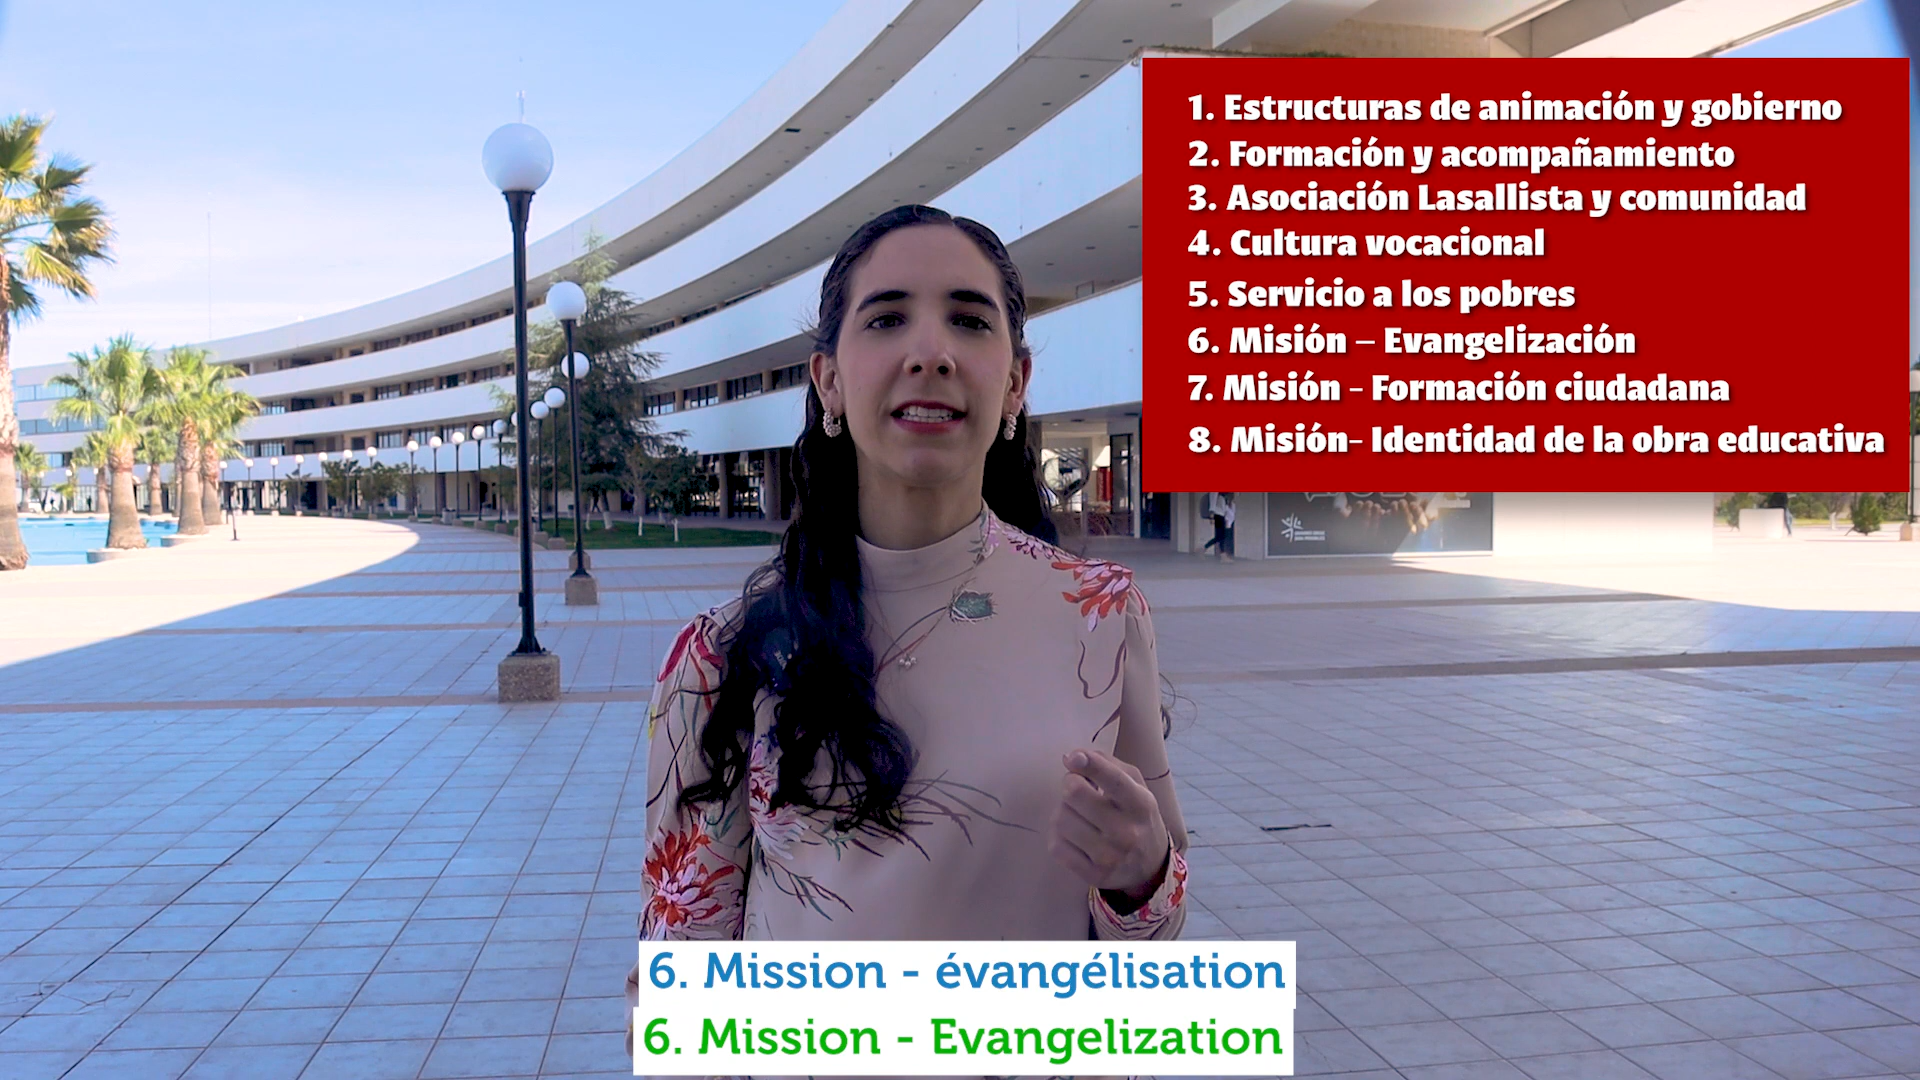 1. Estructuras de animación y gobierno
2. Formación y acompañamiento
3. Asociación Lasallista y comunidad
4. Cultura vocacional
5. Servicio a los pobres
6. Misión – Evangelización
7. Misión - Formación ciudadana
8. Misión- Identidad de la obra educativa
6. Mission - évangélisation
6. Mission - Evangelization